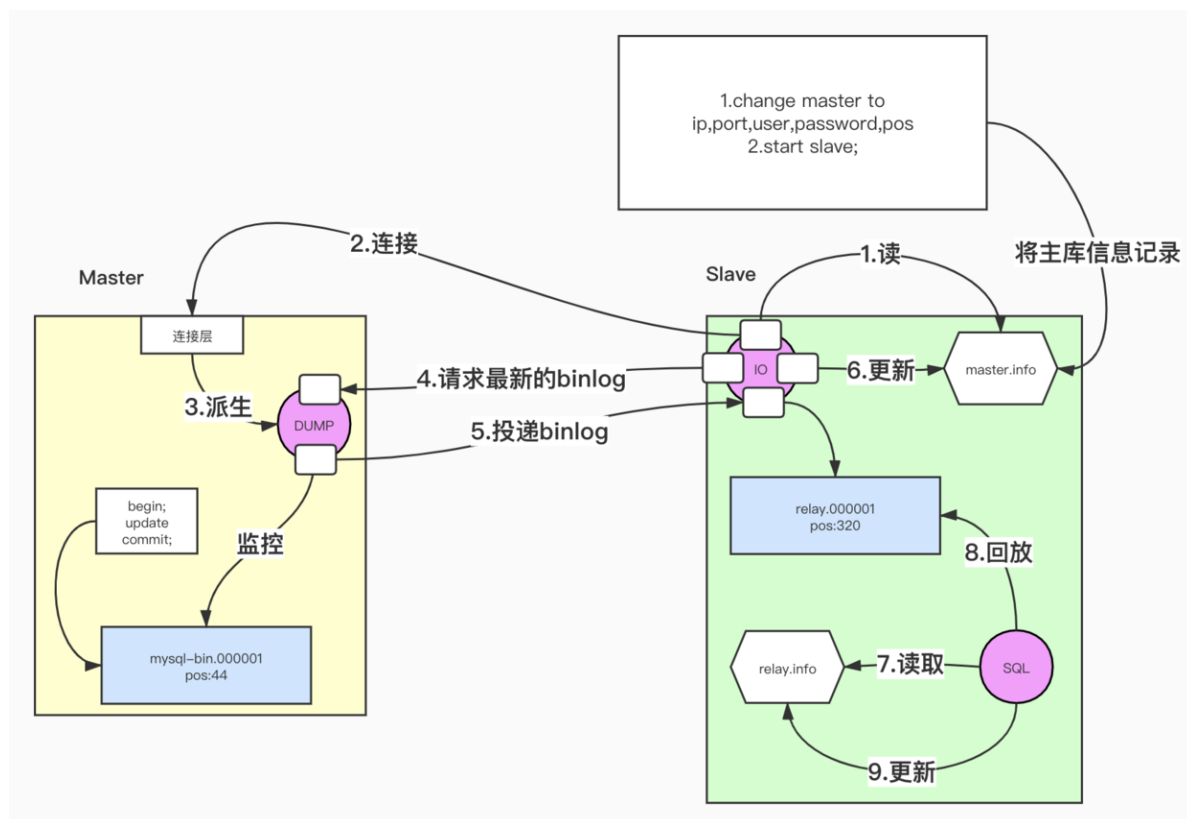 1.change master to
ip,port,user,password,pos
2.start slave;
2.连接
1.读
将主库信息记录
Master
Slave
连接层
IO
6.更新
master.info
4.请求最新的binlog
3.派生
DUMP
5.投递binlog
begin;
update
commit;
relay.000001
pos:320
监控
8.回放
mysql-bin.000001
pos:44
relay.info
7.读取
SQL
9.更新